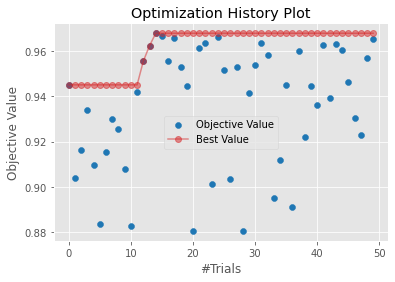 Optimization History Plot
Objective Value
0.96
0.94
0.92
0.90
0.88
Objective Value
Best Value
0
10
20
30
40
50
#Trials